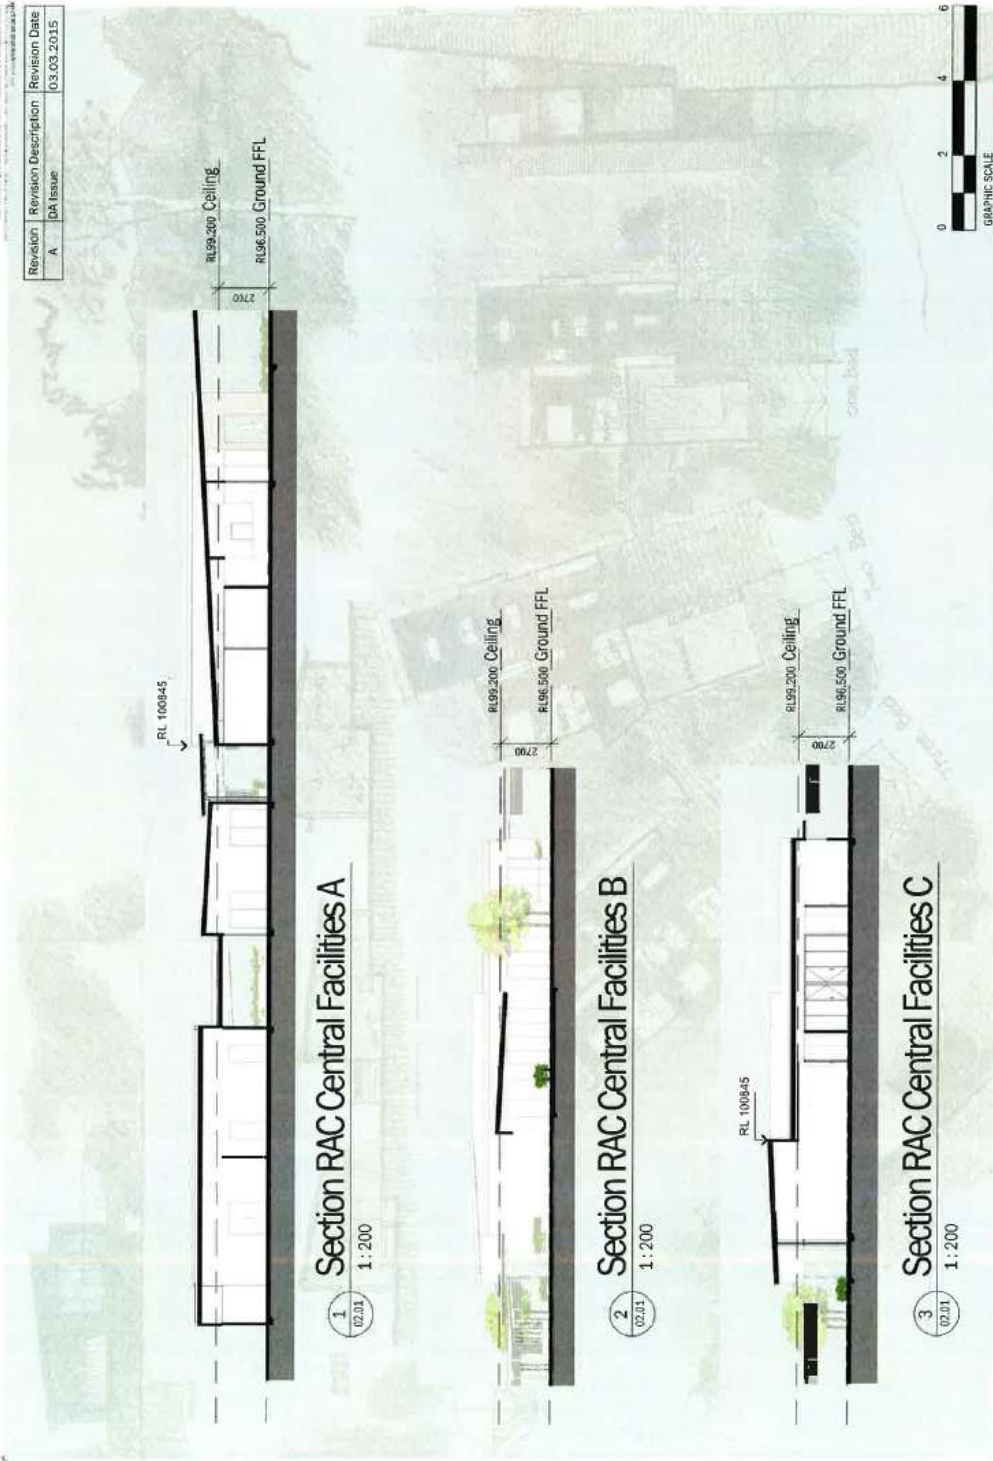 Revision Revision Description Revision Date
A DA Issue 03.03.2015
RL 100845
RL99.200 Ceiling
2700
RL96.500 Ground FFL
1
02.01
Section RAC Central Facilities A
1 : 200
RL99.200 Ceiling
2700
RL96.500 Ground FFL
2
02.01
Section RAC Central Facilities B
1 : 200
RL 100845
RL99.200 Ceiling
2700
RL96.500 Ground FFL
3
02.01
Section RAC Central Facilities C
1 : 200
0 2 4 6
GRAPHIC SCALE